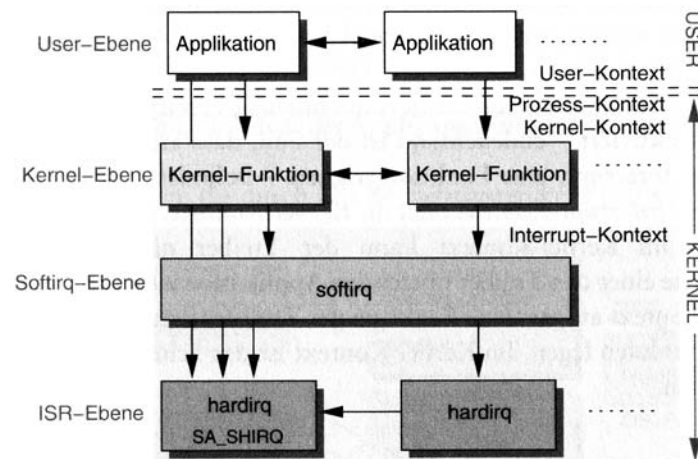 User-Ebene
Applikation
Applikation
USER
User-Kontext
Prozess-Kontext
Kernel-Kontext
Kernel-Ebene
Kernel-Funktion
Kernel-Funktion
Interrupt-Kontext
Softirq-Ebene
softirq
KERNEL
ISR-Ebene
hardirq
SA_SHIRQ
hardirq